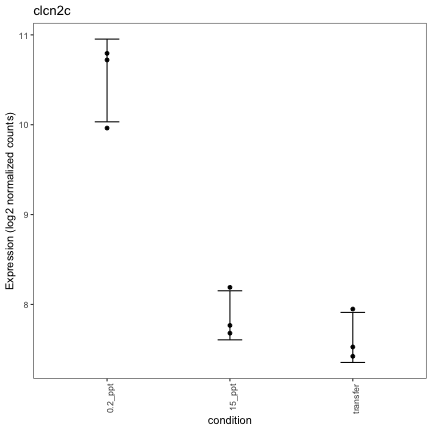 clcn2c
Expression (log2 normalized counts)
11
10
9
8
0.2_ppt
15_ppt
transfer
condition